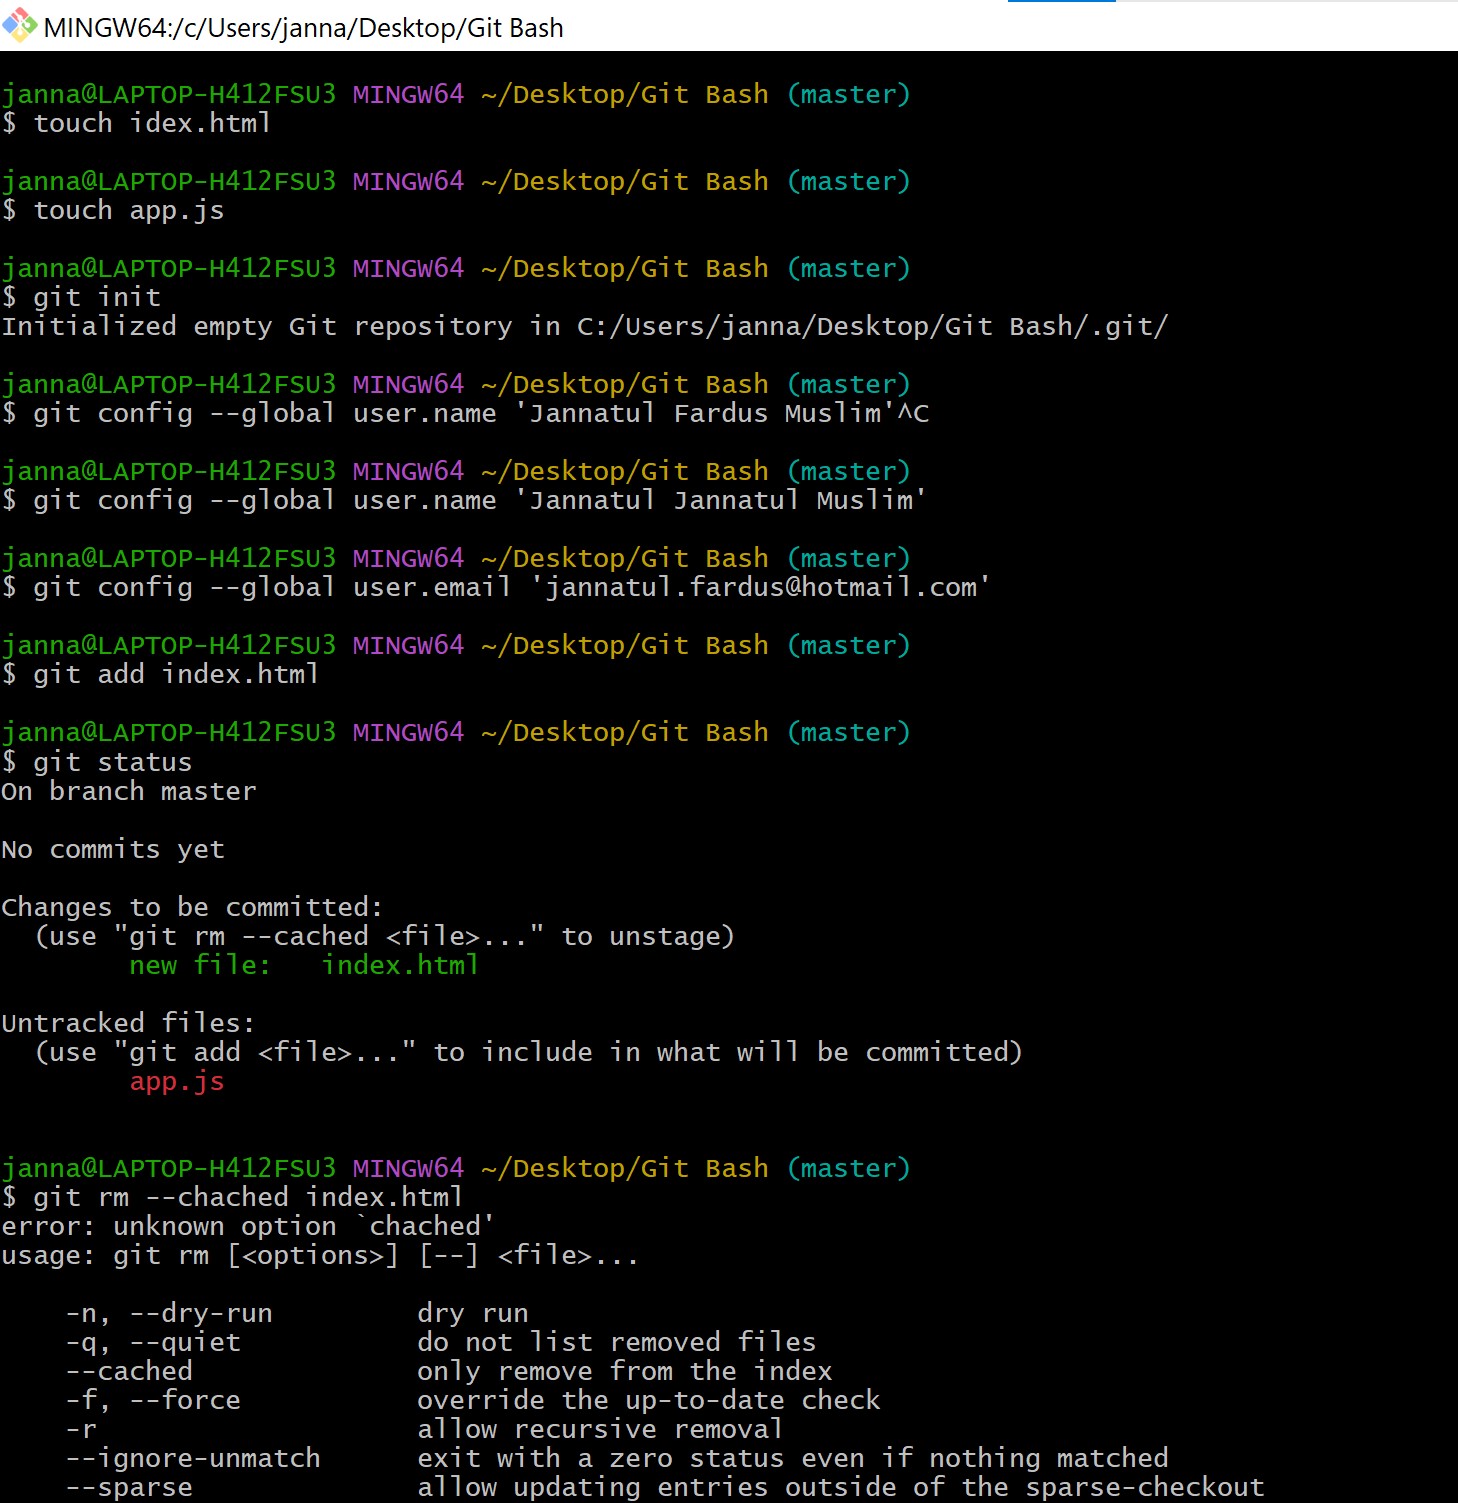 MINGW64:/c/Users/janna/Desktop/Git Bash
janna@LAPTOP-H412FSU3 MINGW64 ~/Desktop/Git Bash (master)
$ touch idex.html
janna@LAPTOP-H412FSU3 MINGW64 ~/Desktop/Git Bash (master)
$ touch app.js
janna@LAPTOP-H412FSU3 MINGW64 ~/Desktop/Git Bash (master)
$ git init
Initialized empty Git repository in C:/Users/janna/Desktop/Git Bash/.git/
janna@LAPTOP-H412FSU3 MINGW64 ~/Desktop/Git Bash (master)
$ git config --global user.name 'Jannatul Fardus Muslim'^C
janna@LAPTOP-H412FSU3 MINGW64 ~/Desktop/Git Bash (master)
$ git config --global user.name 'Jannatul Jannatul Muslim'
janna@LAPTOP-H412FSU3 MINGW64 ~/Desktop/Git Bash (master)
$ git config --global user.email 'jannatul.fardus@hotmail.com'
janna@LAPTOP-H412FSU3 MINGW64 ~/Desktop/Git Bash (master)
$ git add index.html
janna@LAPTOP-H412FSU3 MINGW64 ~/Desktop/Git Bash (master)
$ git status
On branch master
No commits yet
Changes to be committed:
  (use "git rm --cached <file>..." to unstage)
        new file:   index.html
Untracked files:
  (use "git add <file>..." to include in what will be committed)
        app.js
janna@LAPTOP-H412FSU3 MINGW64 ~/Desktop/Git Bash (master)
$ git rm --chached index.html
error: unknown option `chached'
usage: git rm [<options>] [--] <file>...
    -n, --dry-run         dry run
    -q, --quiet           do not list removed files
    --cached              only remove from the index
    -f, --force           override the up-to-date check
    -r                    allow recursive removal
    --ignore-unmatch      exit with a zero status even if nothing matched
    --sparse              allow updating entries outside of the sparse-checkout